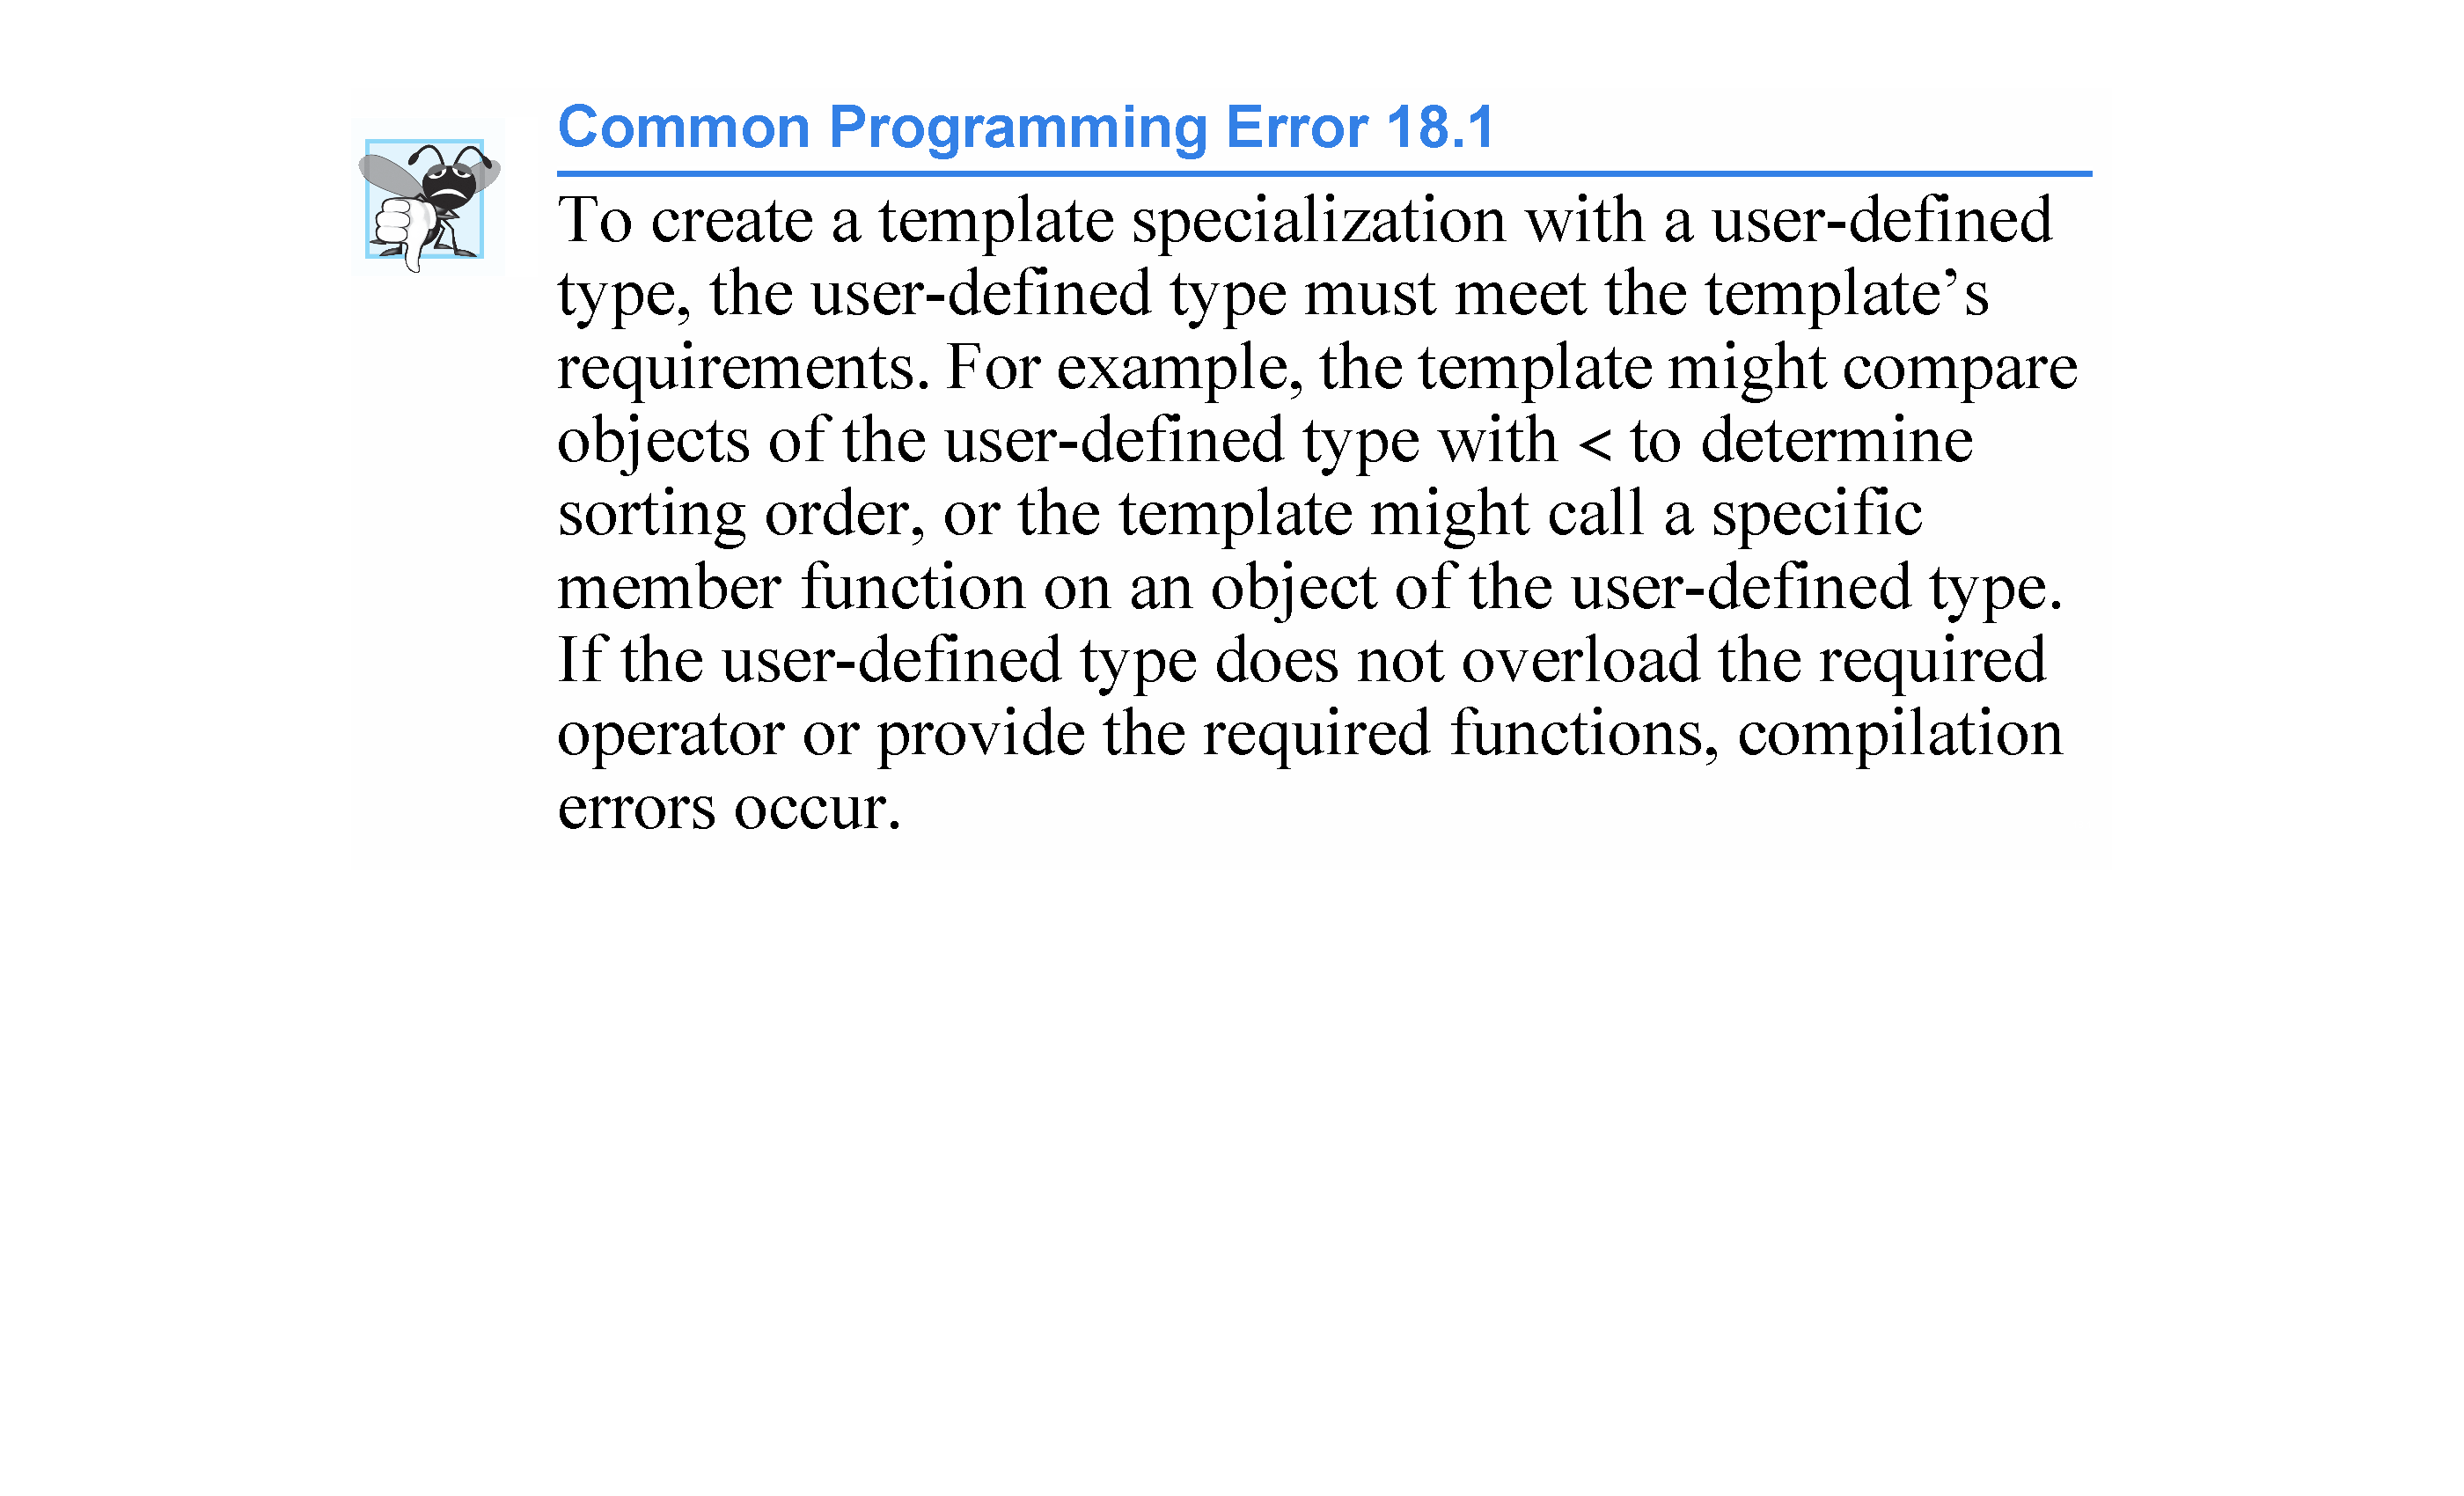 Common Programming Error 18.1
To create a template specialization with a user-defined
type, the user-defined type must meet the template’s
requirements. For example, the template might compare
objects of the user-defined type with < to determine
sorting order, or the template might call a specific
member function on an object of the user-defined type.
If the user-defined type does not overload the required
operator or provide the required functions, compilation
errors occur.